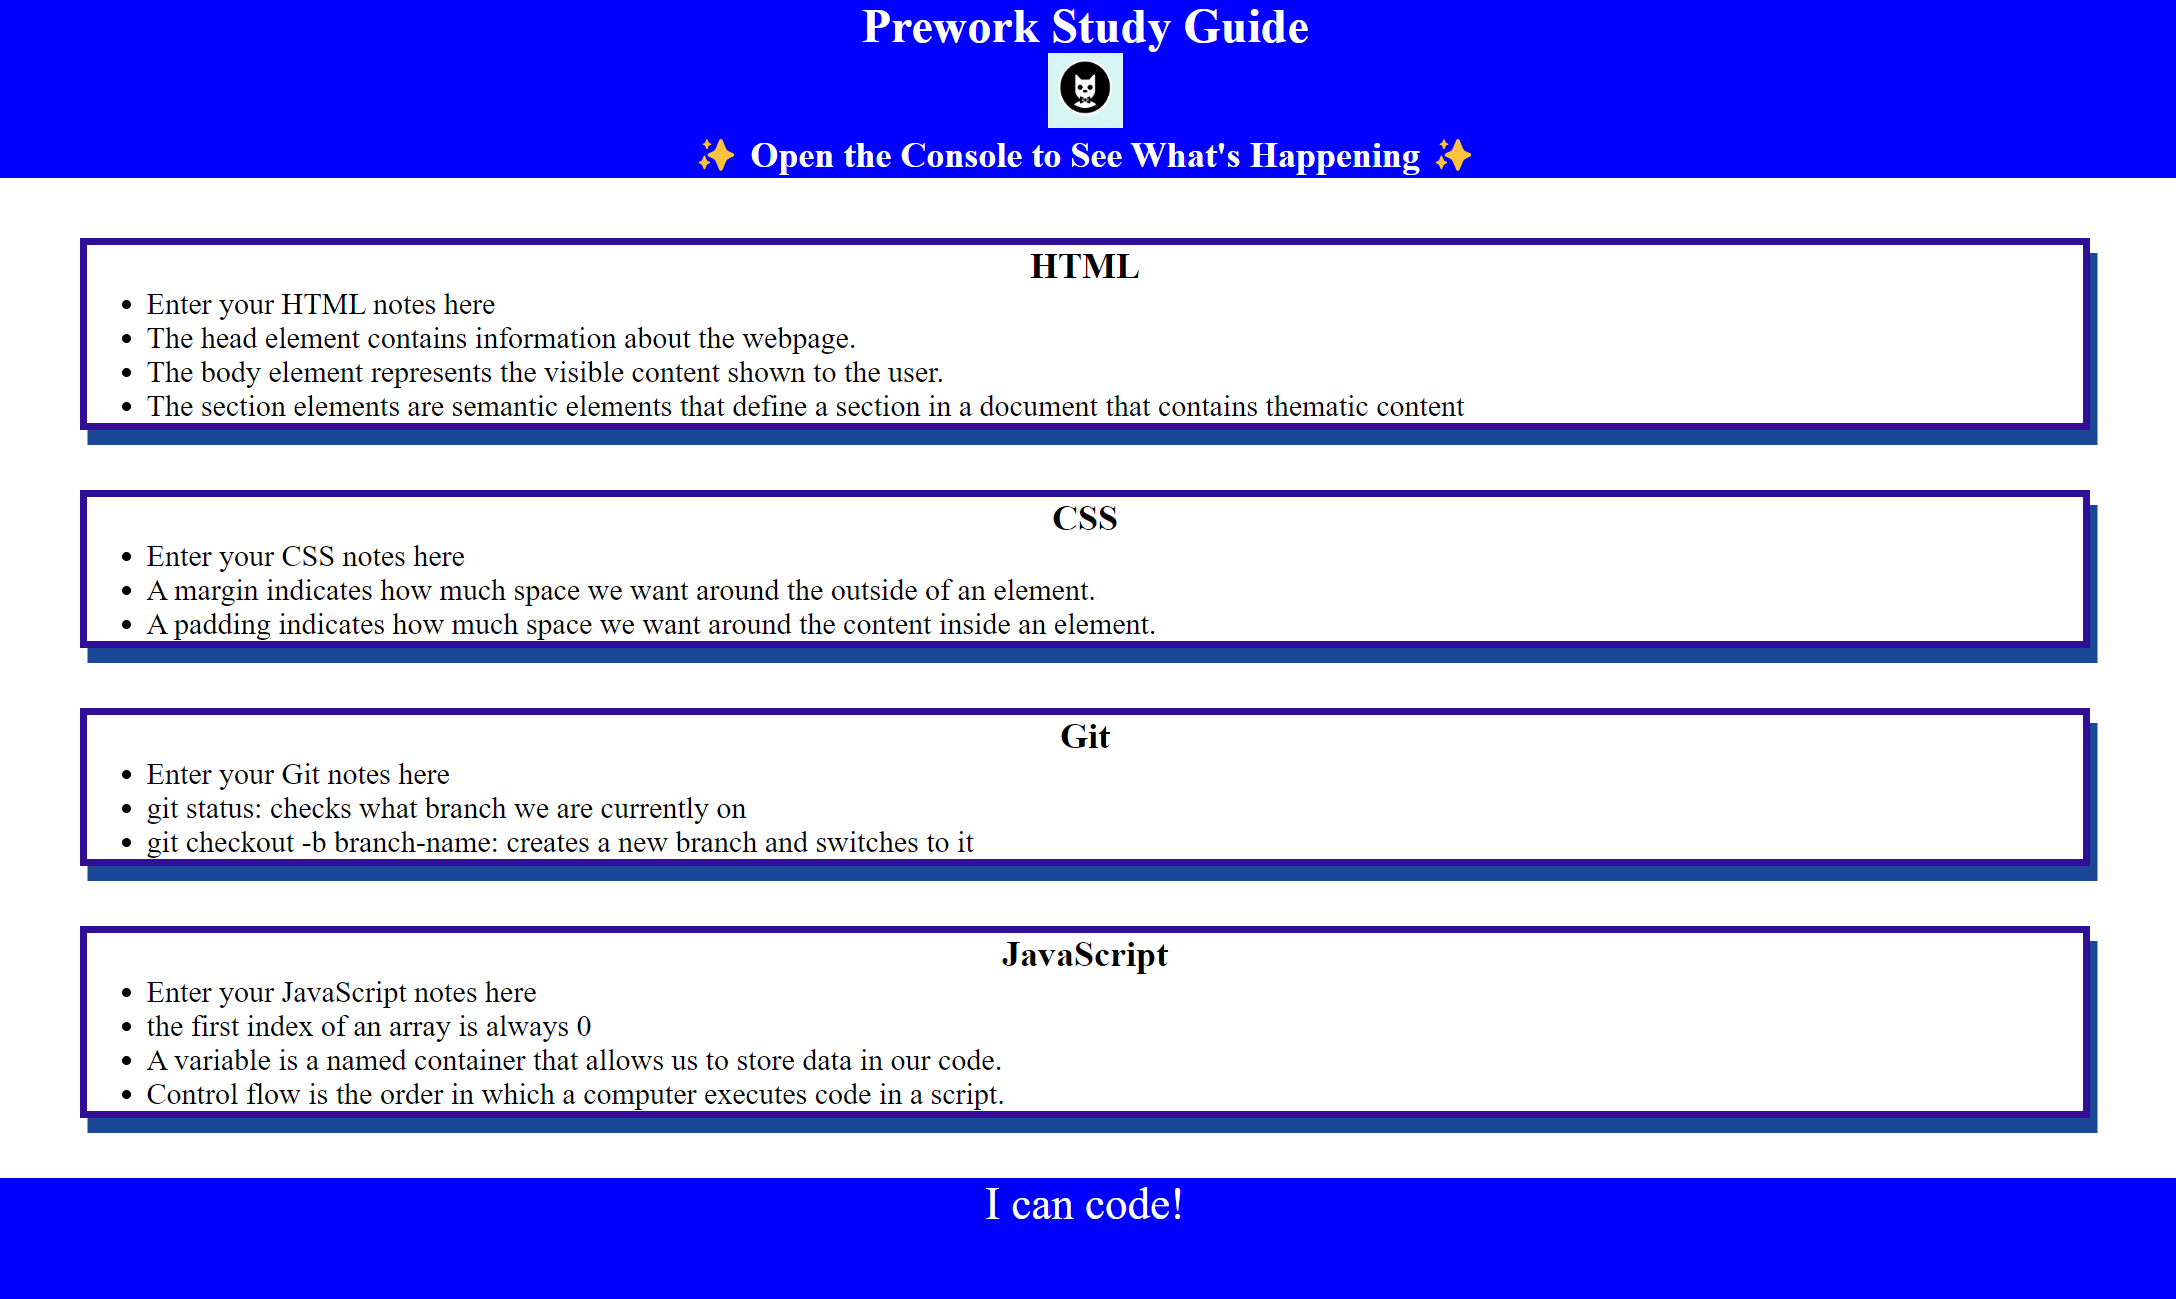 Prework Study Guide
✨ Open the Console to See What's Happening ✨
HTML
• Enter your HTML notes here
• The head element contains information about the webpage.
• The body element represents the visible content shown to the user.
• The section elements are semantic elements that define a section in a document that contains thematic content
CSS
• Enter your CSS notes here
• A margin indicates how much space we want around the outside of an element.
• A padding indicates how much space we want around the content inside an element.
Git
• Enter your Git notes here
• git status: checks what branch we are currently on
• git checkout -b branch-name: creates a new branch and switches to it
JavaScript
• Enter your JavaScript notes here
• the first index of an array is always 0
• A variable is a named container that allows us to store data in our code.
• Control flow is the order in which a computer executes code in a script.
I can code!